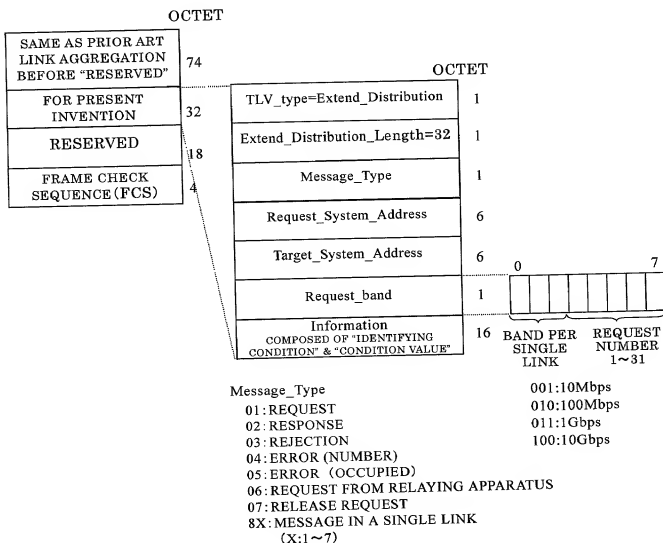 OCTET
SAME AS PRIOR ART
LINK AGGREGATION
BEFORE “RESERVED”
74
FOR PRESENT
INVENTION
32
RESERVED
18
FRAME CHECK
SEQUENCE (FCS)
4
OCTET
TLV_type=Extend_Distribution
1
Extend_Distribution_Length=32
1
Message_Type
1
Request_System_Address
6
Target_System_Address
6
Request_band
1
Information
COMPOSED OF “IDENTIFYING
CONDITION” & “CONDITION VALUE”
16
0 7
BAND PER
SINGLE
LINK
REQUEST
NUMBER
1~31
001:10Mbps
010:100Mbps
011:1Gbps
100:10Gbps
Message_Type
01:REQUEST
02:RESPONSE
03:REJECTION
04:ERROR (NUMBER)
05:ERROR (OCCUPIED)
06:REQUEST FROM RELAYING APPARATUS
07:RELEASE REQUEST
8X:MESSAGE IN A SINGLE LINK
(X:1~7)